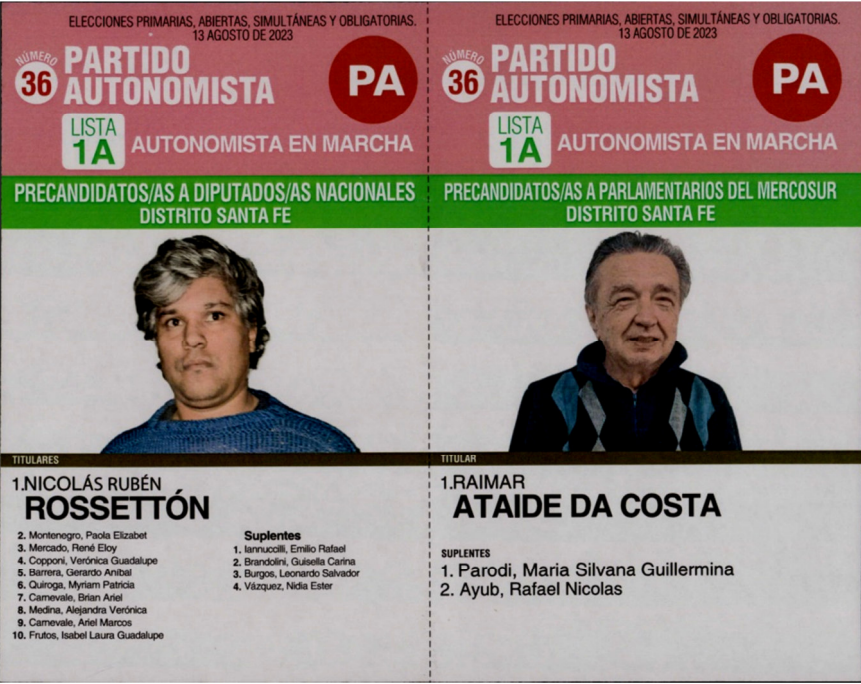 ELECCIONES PRIMARIAS, ABIERTAS, SIMULTÁNEAS Y OBLIGATORIAS.
13 AGOSTO DE 2023
NÚMERO
36
PARTIDO
AUTONOMISTA
PA
LISTA
1A
AUTONOMISTA EN MARCHA
PRECANDIDATOS/AS A DIPUTADOS/AS NACIONALES
DISTRITO SANTA FE
TITULARES
1.NICOLÁS RUBÉN
ROSSETTÓN
2. Montenegro, Paola Elizabet
3. Mercado, René Eloy
4. Copponi, Verónica Guadalupe
5. Barrera, Gerardo Aníbal
6. Quiroga, Myriam Patricia
7. Carnevale, Brian Ariel
8. Medina, Alejandra Verónica
9. Carnevale, Ariel Marcos
10. Frutos, Isabel Laura Guadalupe
Suplentes
1. Iannuccilli, Emilio Rafael
2. Brandolini, Guisella Carina
3. Burgos, Leonardo Salvador
4. Vázquez, Nidia Ester
ELECCIONES PRIMARIAS, ABIERTAS, SIMULTÁNEAS Y OBLIGATORIAS.
13 AGOSTO DE 2023
NÚMERO
36
PARTIDO
AUTONOMISTA
PA
LISTA
1A
AUTONOMISTA EN MARCHA
PRECANDIDATOS/AS A PARLAMENTARIOS DEL MERCOSUR
DISTRITO SANTA FE
TITULAR
1.RAIMAR
ATAIDE DA COSTA
SUPLENTES
1. Parodi, Maria Silvana Guillermina
2. Ayub, Rafael Nicolas